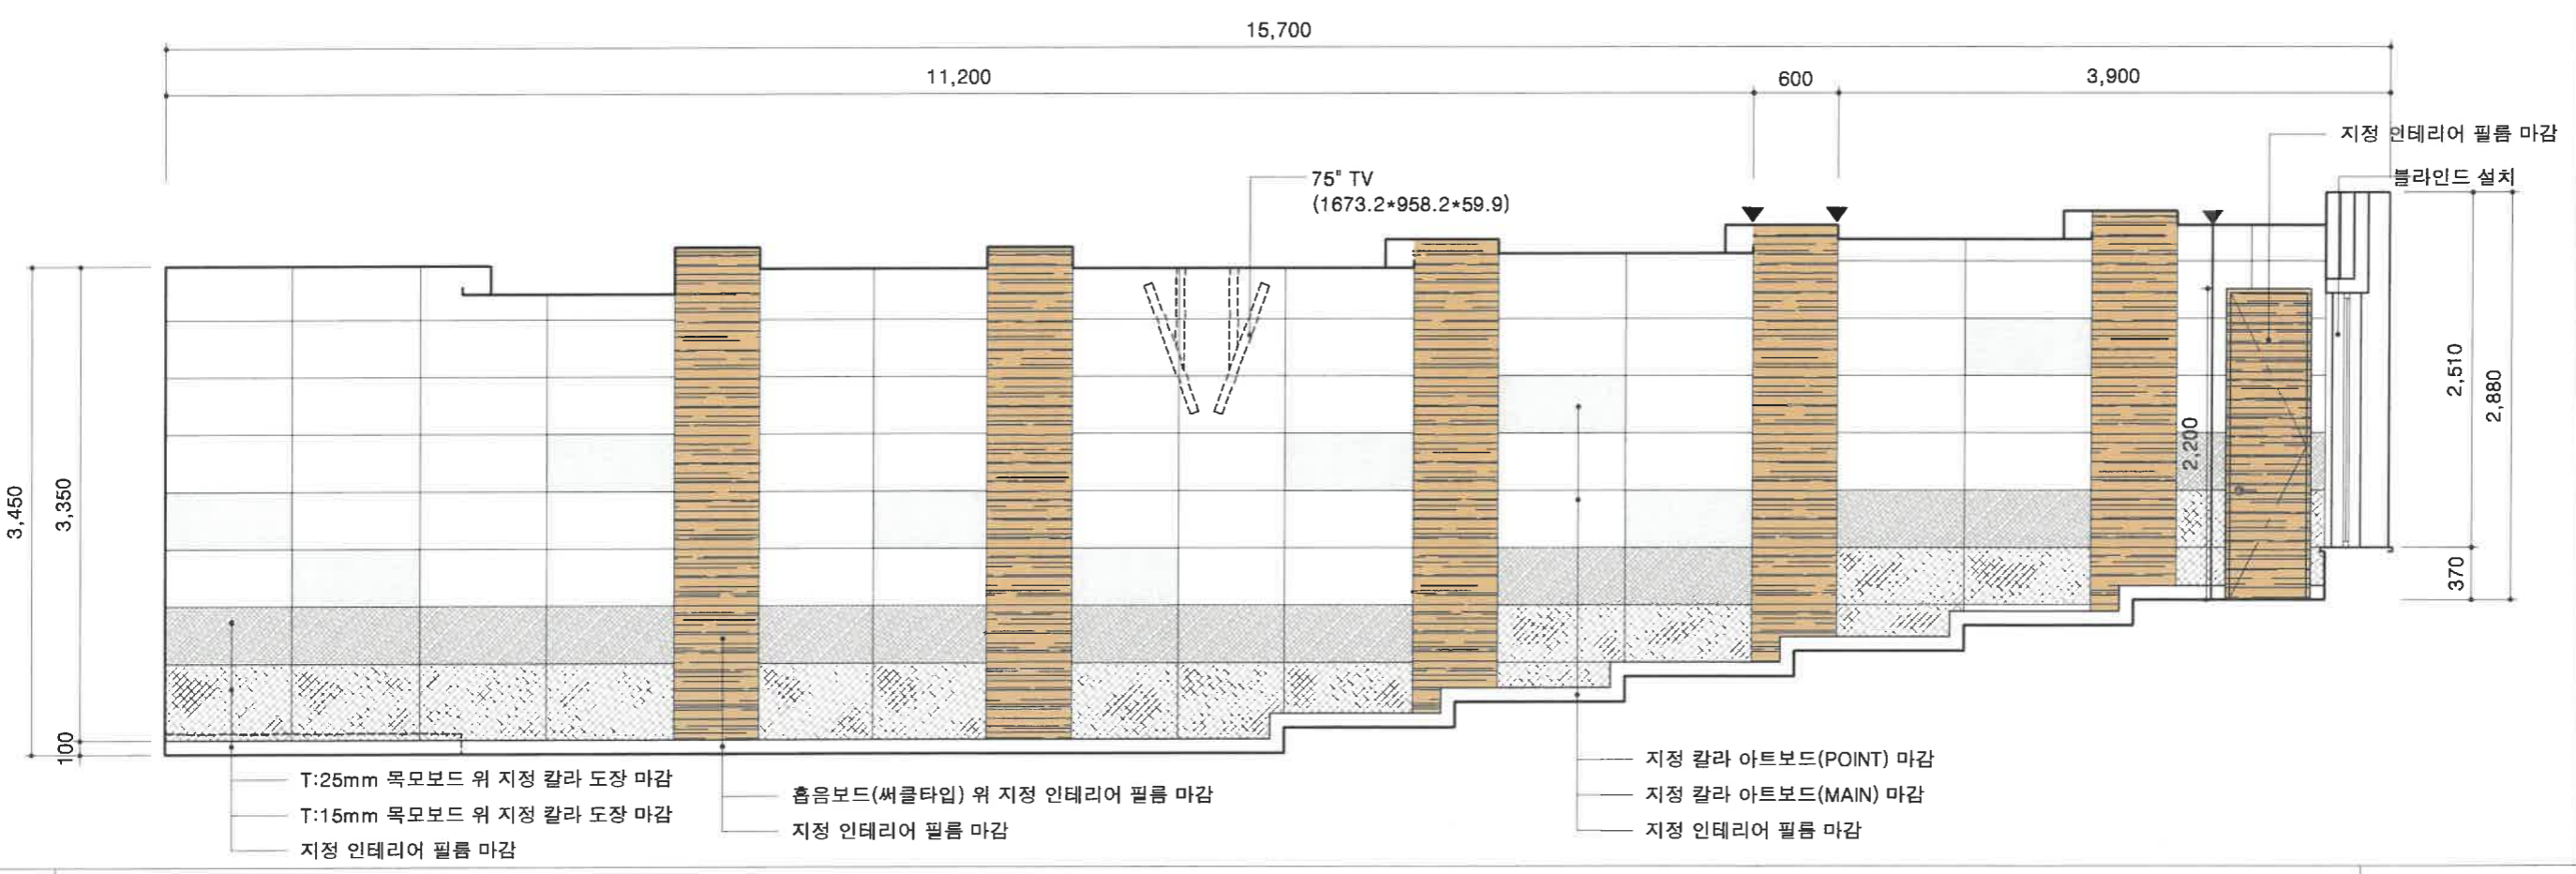 15,700
11,200
600
3,900
지정 인테리어 필름 마감
블라인드 설치
75" TV
(1673.2*958.2*59.9)
3,450
3,350
100
2,200
2,510
2,880
370
T:25mm 목모보드 위 지정 칼라 도장 마감
T:15mm 목모보드 위 지정 칼라 도장 마감
지정 인테리어 필름 마감
흡음보드(써클타입) 위 지정 인테리어 필름 마감
지정 인테리어 필름 마감
지정 칼라 아트보드(POINT) 마감
지정 칼라 아트보드(MAIN) 마감
지정 인테리어 필름 마감